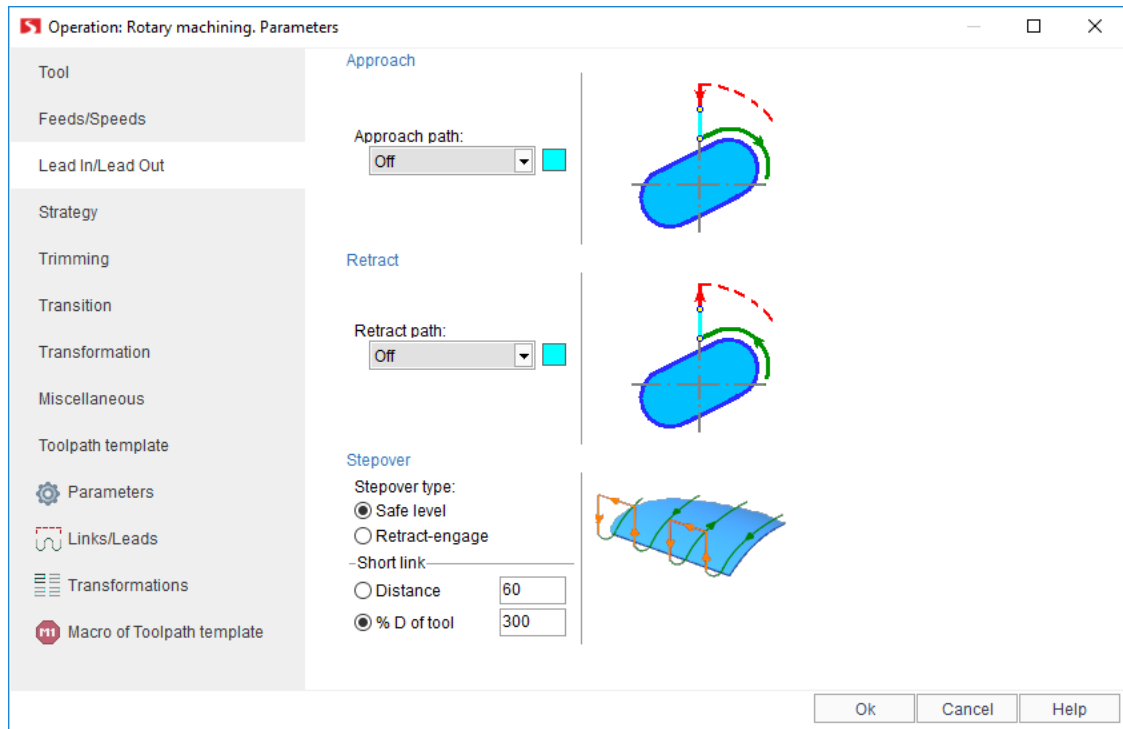 Operation: Rotary machining. Parameters
Tool
Feeds/Speeds
Lead In/Lead Out
Strategy
Trimming
Transition
Transformation
Miscellaneous
Toolpath template
Parameters
Links/Leads
Transformations
M1 Macro of Toolpath template
Approach
Approach path:
Off
Retract
Retract path:
Off
Stepover
Stepover type:
Safe level
Retract-engage
Short link
Distance 60
% D of tool 300
Ok Cancel Help